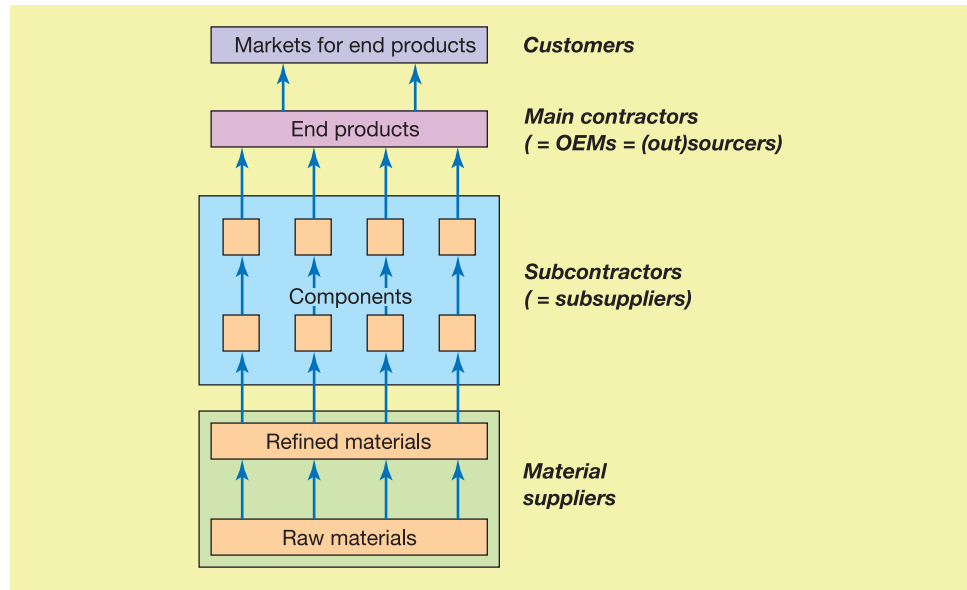 Markets for end products
Customers
End products
Main contractors
( = OEMs = (out)sourcers)
Components
Subcontractors
( = subsuppliers)
Refined materials
Material
suppliers
Raw materials